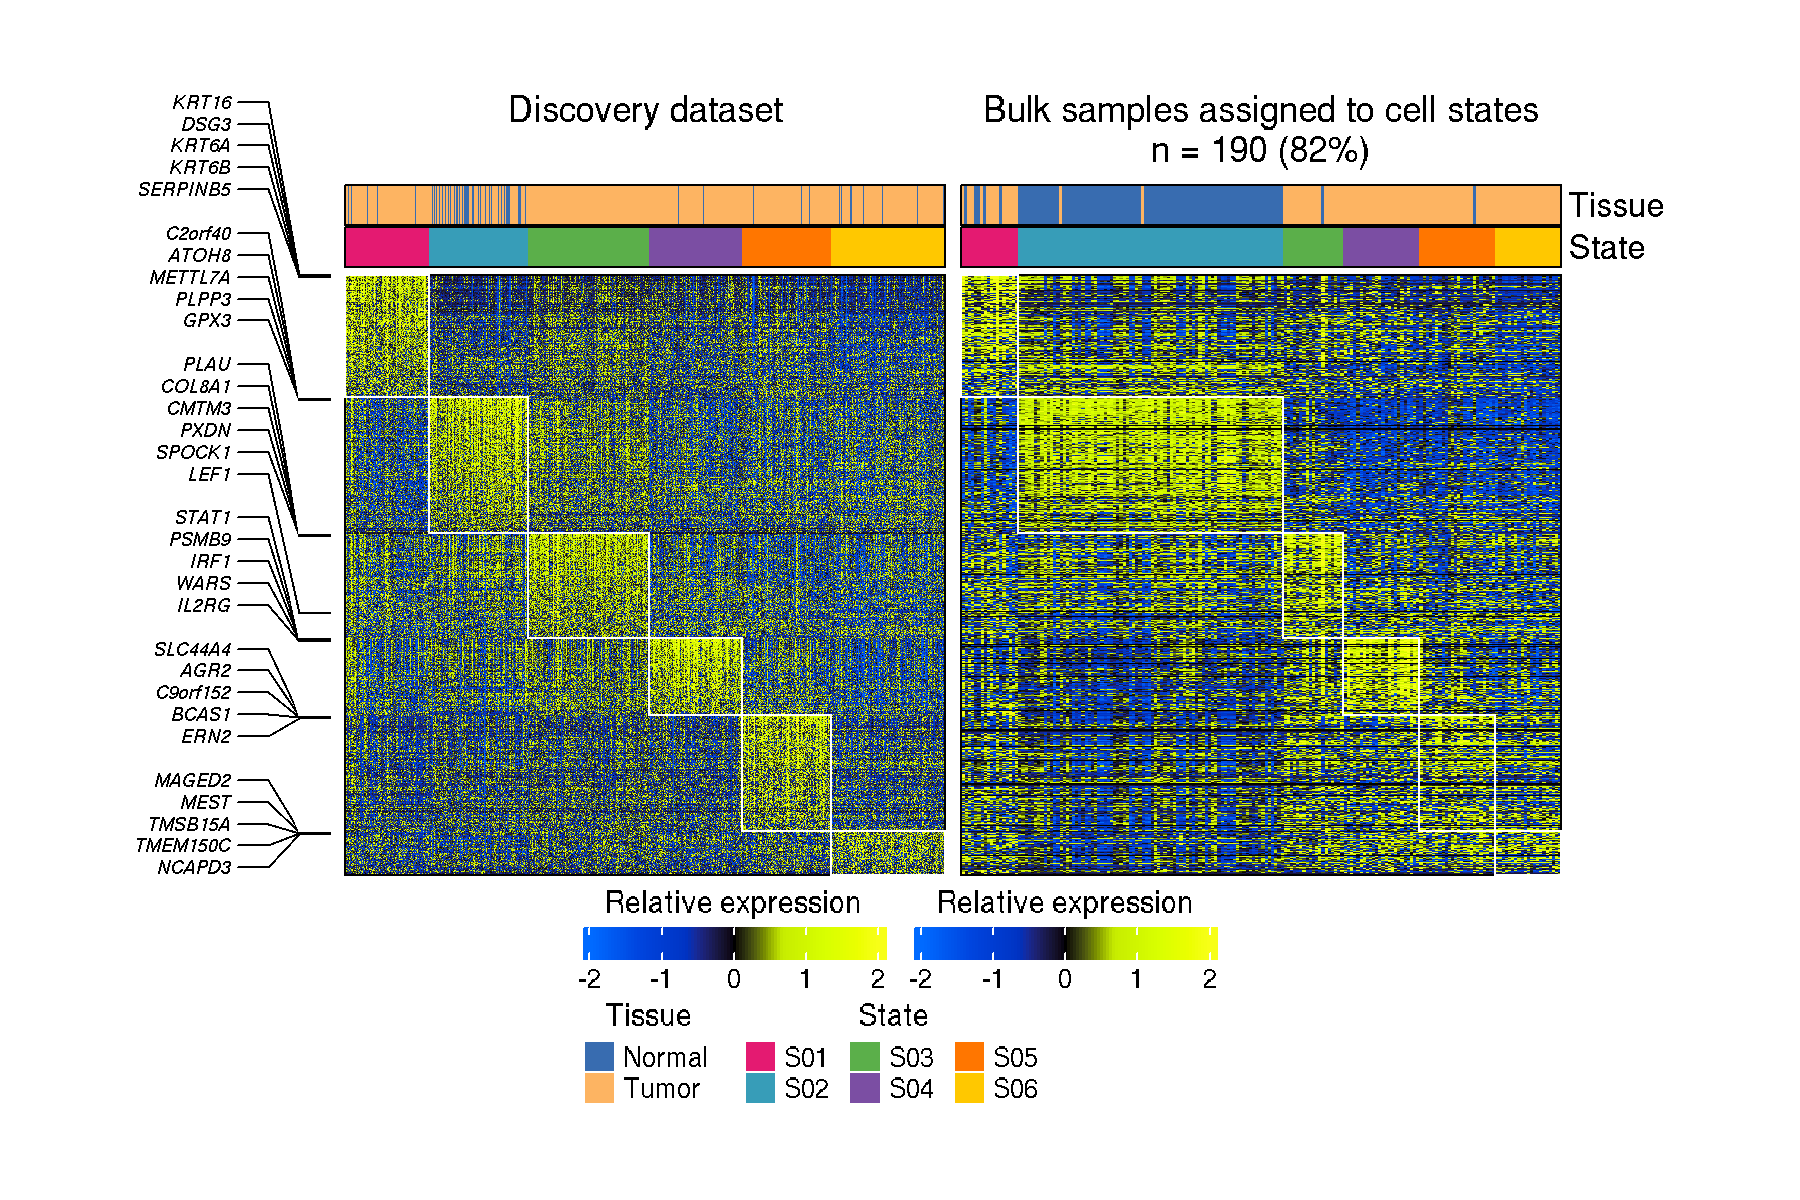 Discovery dataset
Bulk samples assigned to cell states
n = 190 (82%)
Tissue
State
KRT16
DSG3
KRT6A
KRT6B
SERPINB5
C2orf40
ATOH8
METTL7A
PLPP3
GPX3
PLAU
COL8A1
CMTM3
PXDN
SPOCK1
LEF1
STAT1
PSMB9
IRF1
WARS
IL2RG
SLC44A4
AGR2
C9orf152
BCAS1
ERN2
MAGED2
MEST
TMSB15A
TMEM150C
NCAPD3
Relative expression
-2 -1 0 1 2
Relative expression
-2 -1 0 1 2
Tissue
Normal
Tumor
State
S01 S03 S05
S02 S04 S06